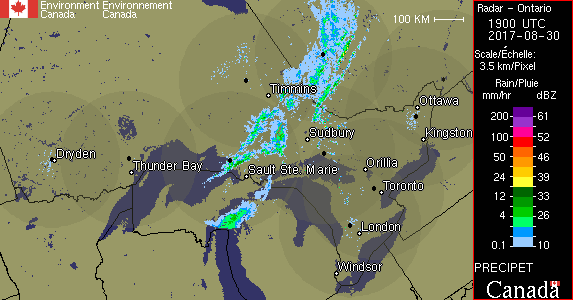 Environment Environnement
Canada Canada
100 KM
Timmins
Ottawa
Sudbury
Kingston
Dryden
Thunder Bay
Sault Ste. Marie
Orillia
Toronto
London
Windsor
Radar - Ontario
1900 UTC
2017-08-30
Scale/Échelle:
3.5 km/Pixel
Rain/Pluie
mm/hr dBZ
200 61
100 52
50 46
24 39
12 33
4 26
1 20
0.1 10
PRECIPET
Canada